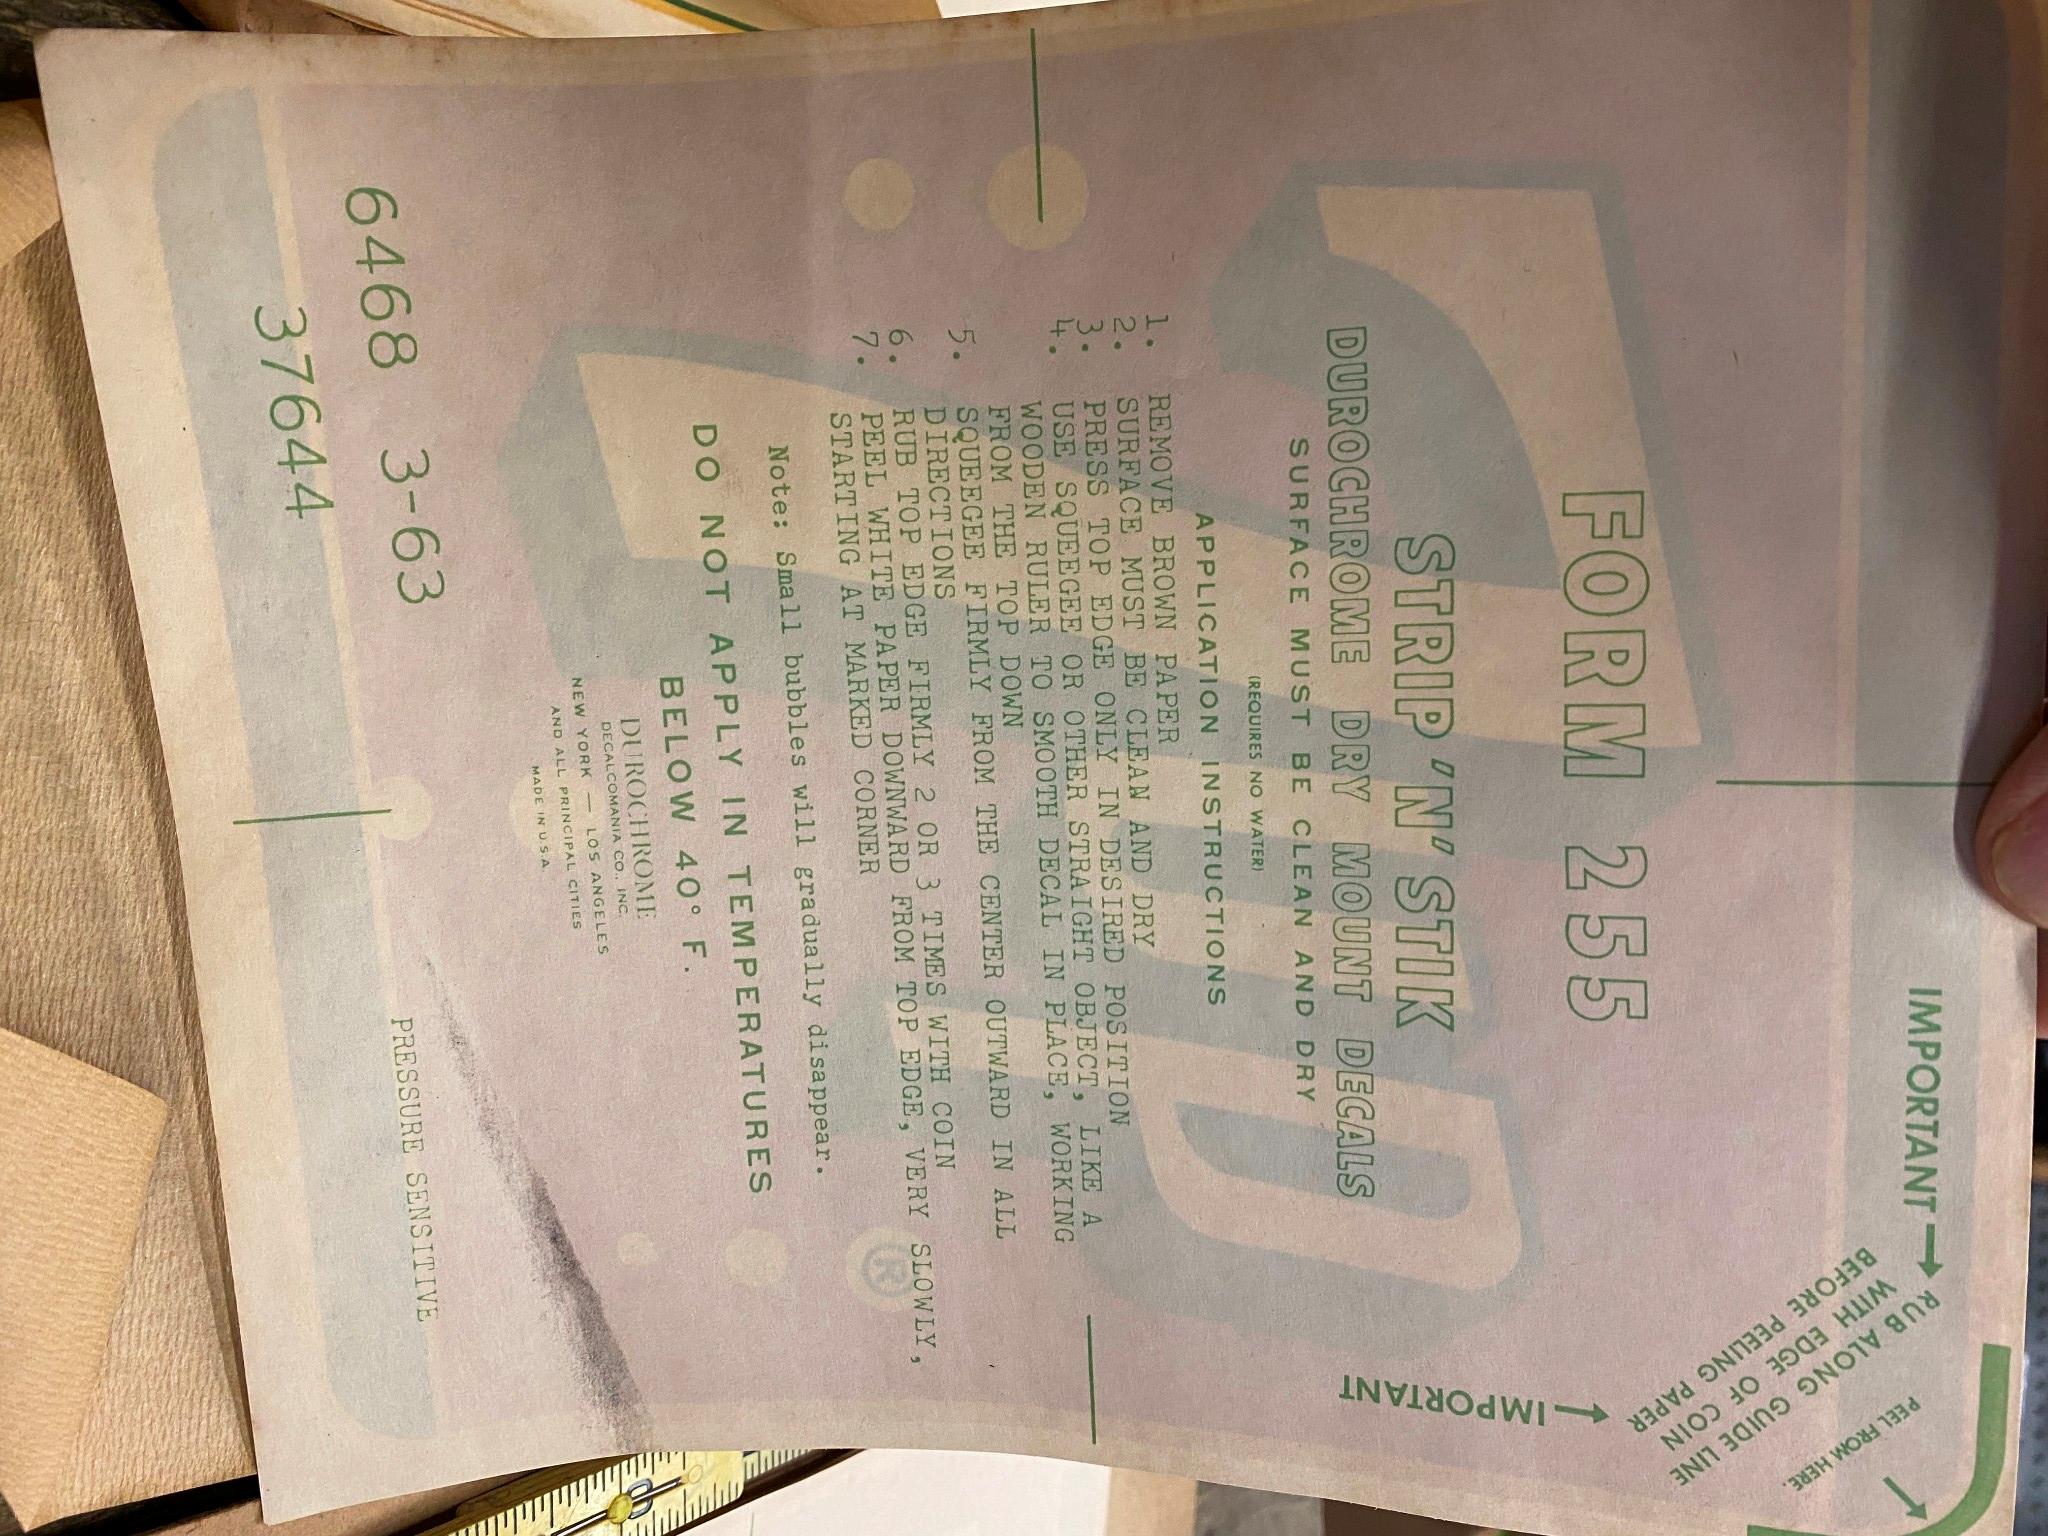 FORM 255
STRIP 'N' STIK
DUROCHROME DRY MOUNT DECALS
SURFACE MUST BE CLEAN AND DRY
(REQUIRES NO WATER)
APPLICATION INSTRUCTIONS
1. REMOVE BROWN PAPER
2. SURFACE MUST BE CLEAN AND DRY
3. PRESS TOP EDGE ONLY IN DESIRED POSITION
4. USE SQUEEGEE OR OTHER STRAIGHT OBJECT, LIKE A
WOODEN RULER TO SMOOTH DECAL IN PLACE, WORKING
FROM THE TOP DOWN
5. SQUEEGEE FIRMLY FROM THE CENTER OUTWARD IN ALL
DIRECTIONS
6. RUB TOP EDGE FIRMLY 2 OR 3 TIMES WITH COIN
7. PEEL WHITE PAPER DOWNWARD FROM TOP EDGE, VERY SLOWLY,
STARTING AT MARKED CORNER
Note: Small bubbles will gradually disappear.
DO NOT APPLY IN TEMPERATURES
BELOW 40° F.
DUROCHROME
DECALCOMANIA CO., INC.
NEW YORK — LOS ANGELES
AND ALL PRINCIPAL CITIES
MADE IN U.S.A.
PRESSURE SENSITIVE
6468 3-63
37644
IMPORTANT→
RUB ALONG GUIDE LINE
WITH EDGE OF COIN
BEFORE PEELING PAPER
PEEL FROM HERE.
IMPORTANT→
7up
®